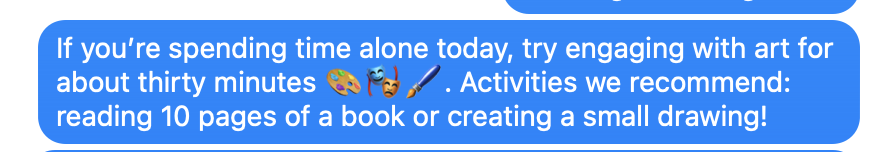 If you’re spending time alone today, try engaging with art for
about thirty minutes 🎨🎭🖌️ . Activities we recommend:
reading 10 pages of a book or creating a small drawing!